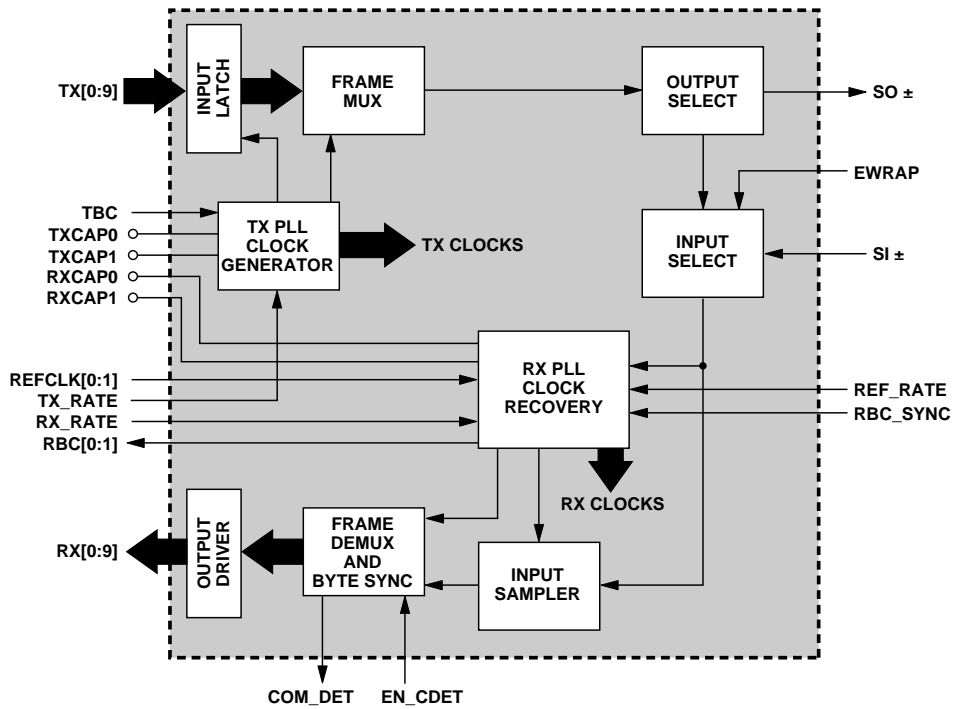 TX[0:9]
INPUT
LATCH
FRAME
MUX
OUTPUT
SELECT
SO ±
EWRAP
TBC
TXCAP0
TXCAP1
RXCAP0
RXCAP1
TX PLL
CLOCK
GENERATOR
TX CLOCKS
INPUT
SELECT
SI ±
REFCLK[0:1]
TX_RATE
RX_RATE
RBC[0:1]
RX PLL
CLOCK
RECOVERY
REF_RATE
RBC_SYNC
RX CLOCKS
RX[0:9]
OUTPUT
DRIVER
FRAME
DEMUX
AND
BYTE SYNC
INPUT
SAMPLER
COM_DET
EN_CDET